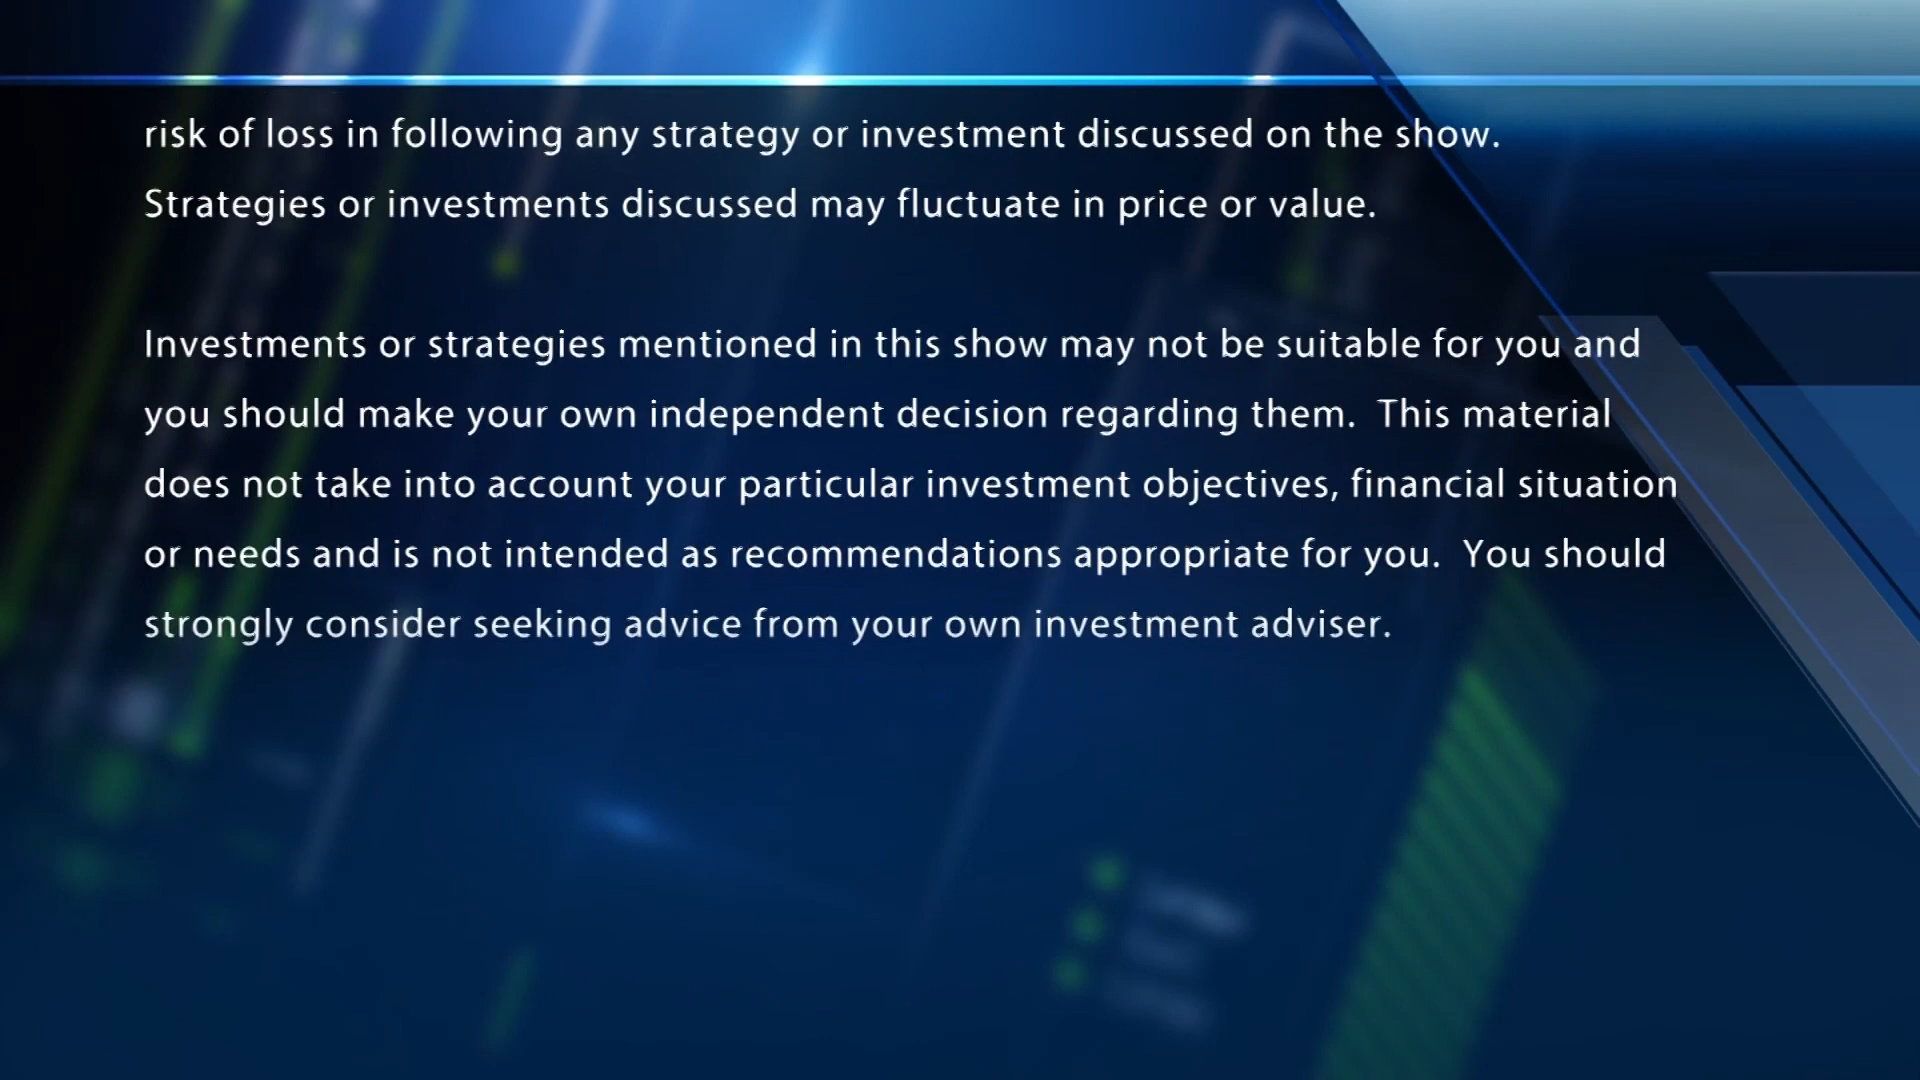 risk of loss in following any strategy or investment discussed on the show.
Strategies or investments discussed may fluctuate in price or value.
Investments or strategies mentioned in this show may not be suitable for you and
you should make your own independent decision regarding them.  This material
does not take into account your particular investment objectives, financial situation
or needs and is not intended as recommendations appropriate for you.  You should
strongly consider seeking advice from your own investment adviser.